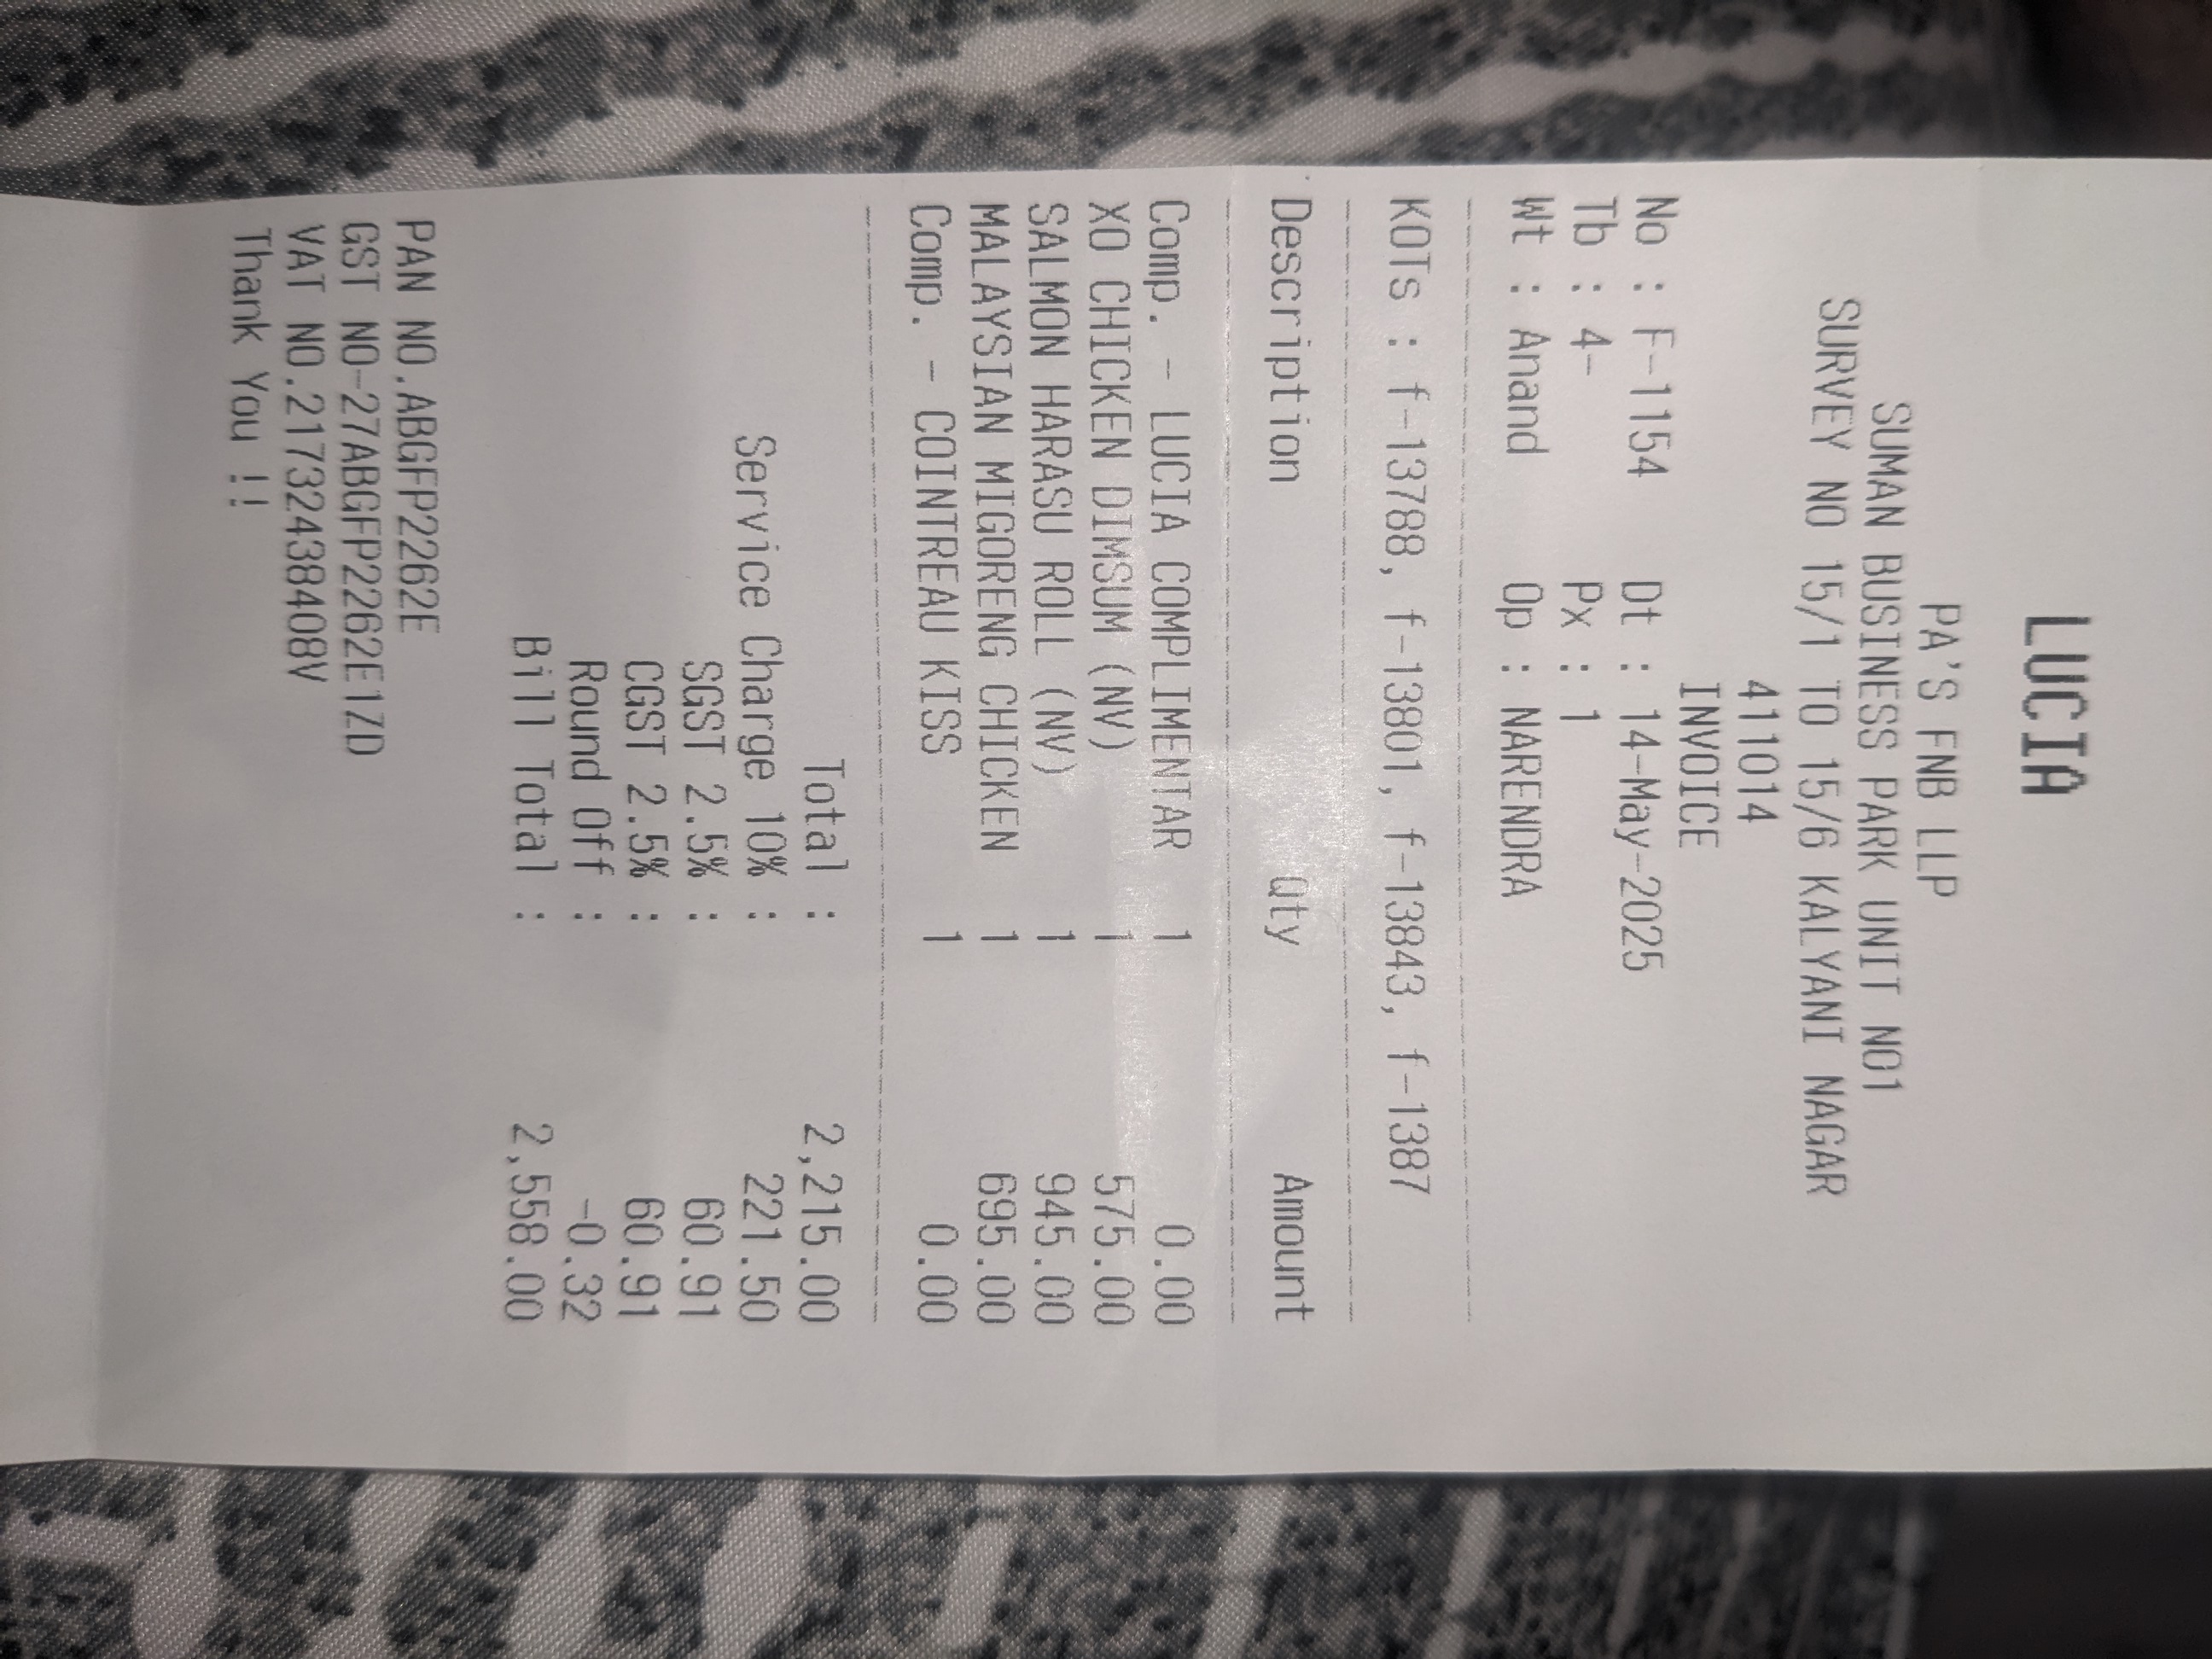 LUCIA
PA'S FNB LLP
SUMAN BUSINESS PARK UNIT NO1
SURVEY NO 15/1 TO 15/6 KALYANI NAGAR
411014
INVOICE
No : F-1154 Dt : 14-May-2025
Tb : 4- Px : 1
Wt : Anand Op : NARENDRA
KOTs : f-13788, f-13801, f-13843, f-1387
Description Qty Amount
Comp. - LUCIA COMPLIMENTAR 1 0.00
XO CHICKEN DIMSUM (NV) 1 575.00
SALMON HARASU ROLL (NV) 1 945.00
MALAYSIAN MIGORENG CHICKEN 1 695.00
Comp. - COINTREAU KISS 1 0.00
Total : 2,215.00
Service Charge 10% : 221.50
SGST 2.5% : 60.91
CGST 2.5% : 60.91
Round Off : -0.32
Bill Total : 2,558.00
PAN NO.ABGFP2262E
GST NO-27ABGFP2262E1ZD
VAT NO.21732438408V
Thank You !!